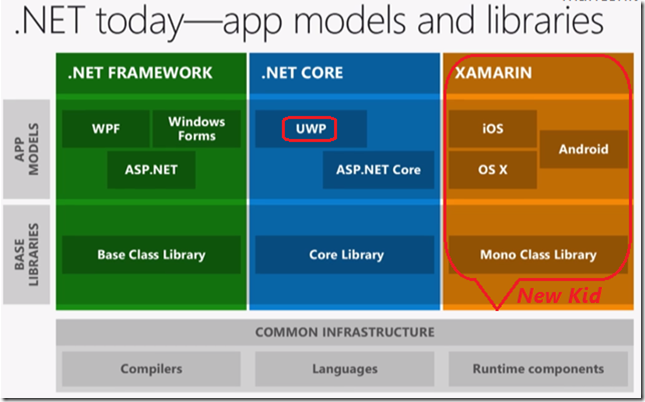 .NET today—app models and libraries
.NET FRAMEWORK
.NET CORE
XAMARIN
APP
MODELS
WPF
Windows
Forms
ASP.NET
UWP
ASP.NET Core
iOS
Android
OS X
BASE
LIBRARIES
Base Class Library
Core Library
Mono Class Library
New Kid
COMMON INFRASTRUCTURE
Compilers
Languages
Runtime components